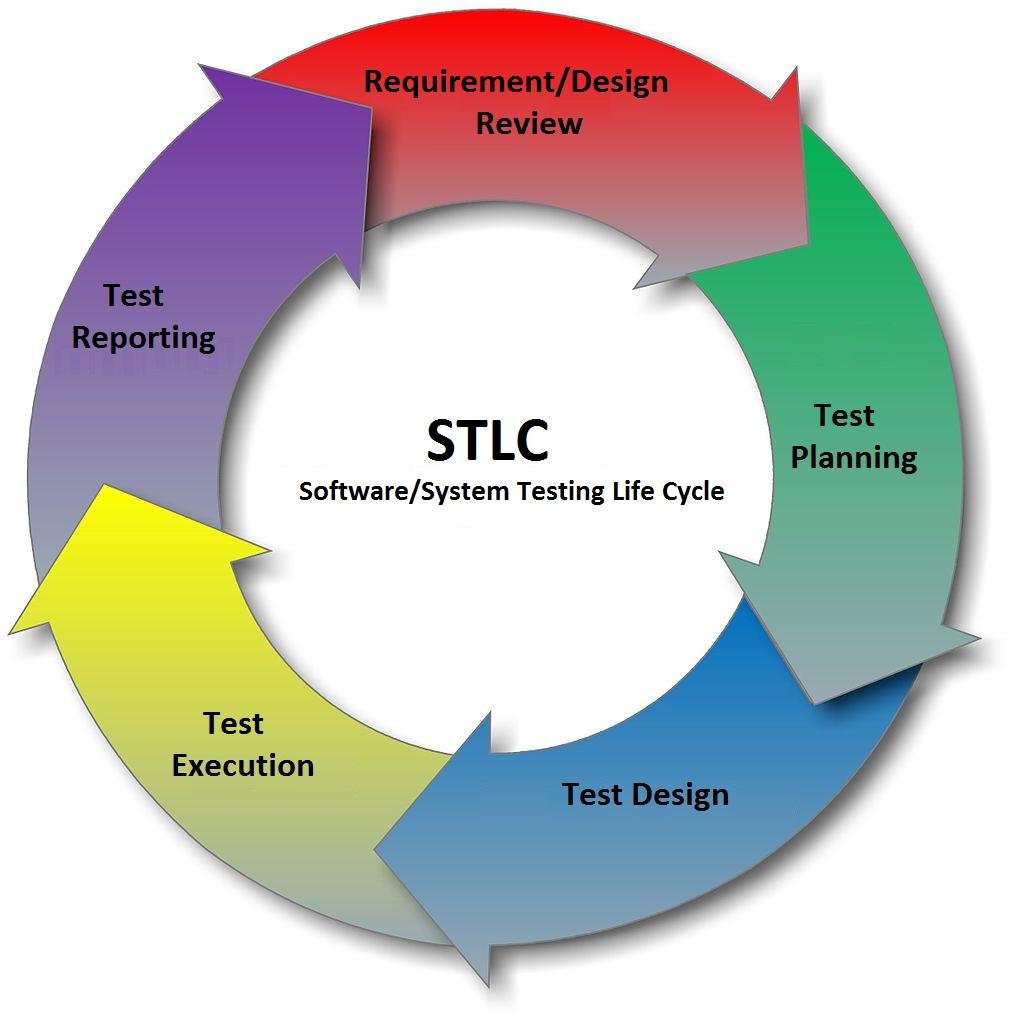 Requirement/Design
Review
Test
Planning
Test Design
Test
Execution
Test
Reporting
STLC
Software/System Testing Life Cycle